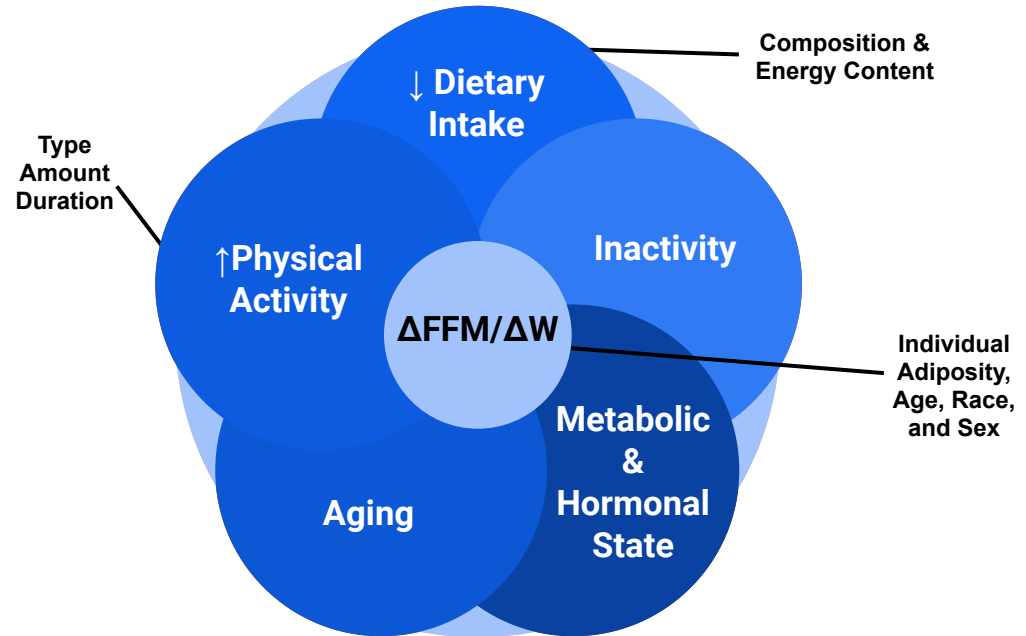 Composition &
Energy Content
↓ Dietary
Intake
Type
Amount
Duration
Inactivity
↑Physical
Activity
ΔFFM/ΔW
Individual
Adiposity,
Age, Race,
and Sex
Metabolic
&
Hormonal
State
Aging